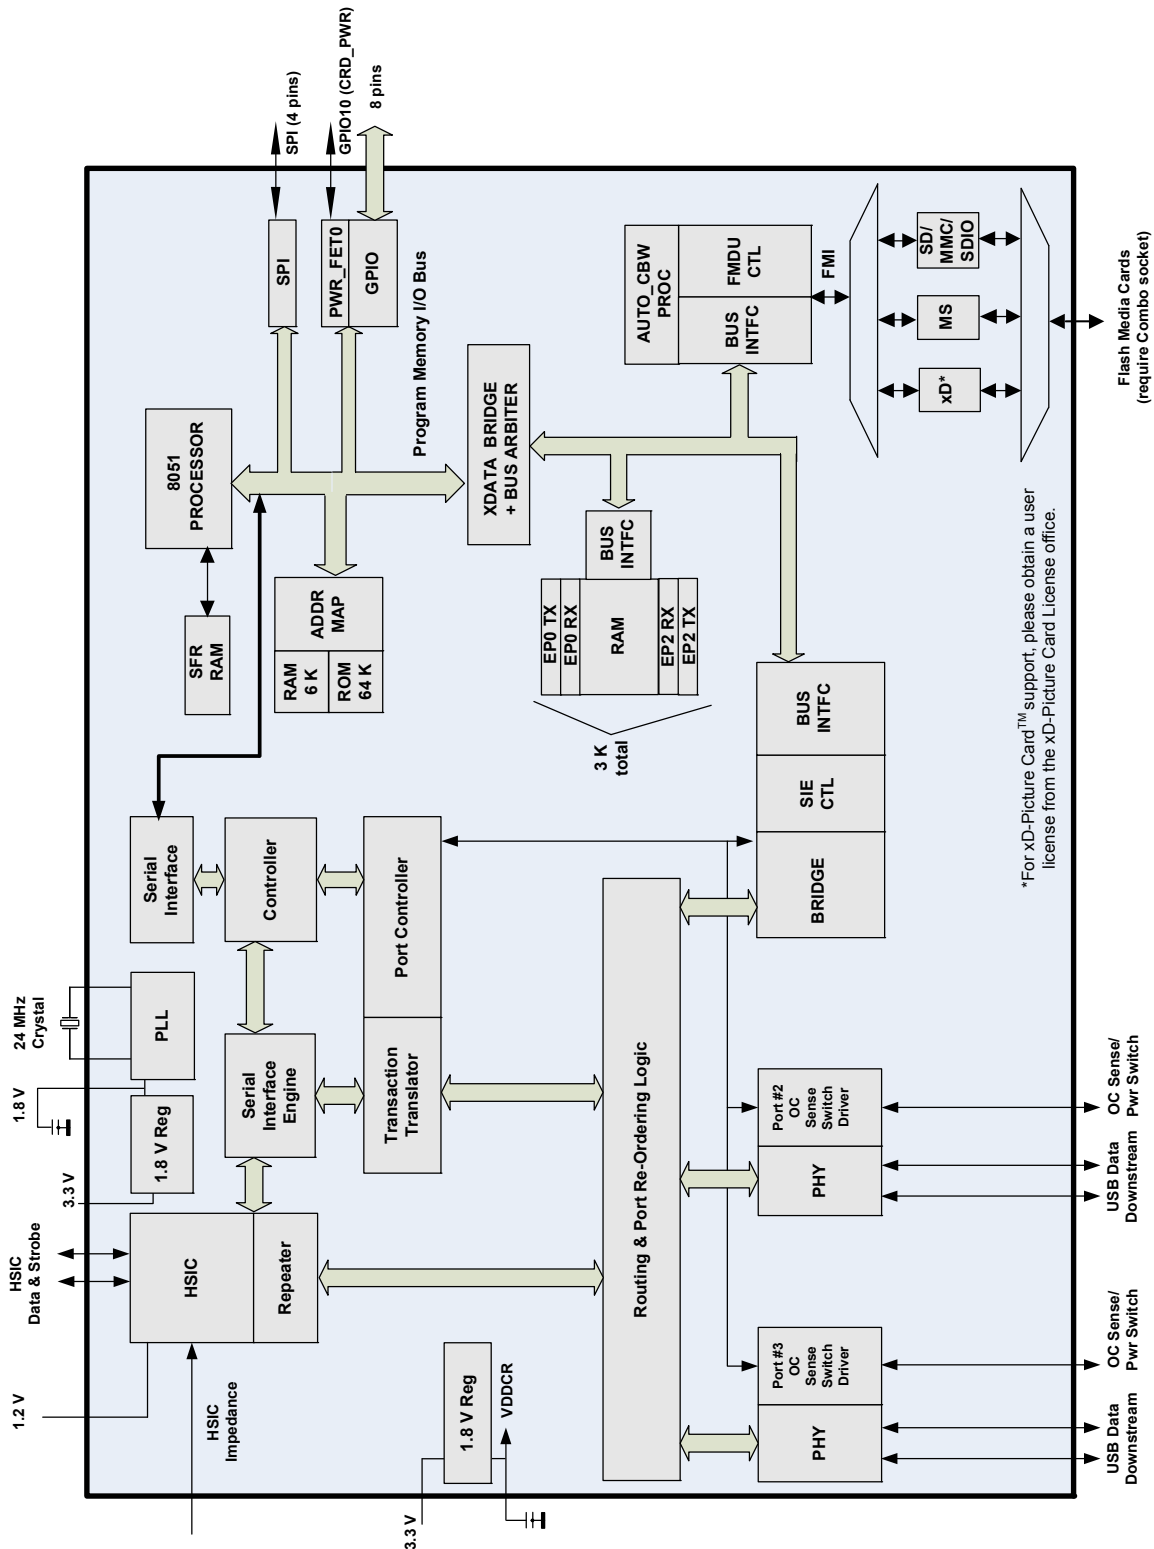 1.2 V
HSIC
Data & Strobe
3.3 V
1.8 V
24 MHz
Crystal
HSIC
Impedance
HSIC
Repeater
1.8 V Reg
PLL
Serial
Interface
Serial
Interface
Engine
Controller
SFR
RAM
8051
PROCESSOR
SPI
SPI (4 pins)
PWR_FET0
GPIO10 (CRD_PWR)
GPIO
8 pins
RAM
6 K
ROM
64 K
ADDR
MAP
Program Memory I/O Bus
3.3 V
1.8 V Reg
VDDCR
Transaction
Translator
Port Controller
XDATA BRIDGE
+ BUS ARBITER
EP0 TX
EP0 RX
RAM
EP2 RX
EP2 TX
BUS
INTFC
3 K
total
AUTO_CBW
PROC
BUS
INTFC
FMDU
CTL
FMI
Routing & Port Re-Ordering Logic
BRIDGE
SIE
CTL
BUS
INTFC
PHY
Port #3
OC
Sense
Switch
Driver
PHY
Port #2
OC
Sense
Switch
Driver
xD*
MS
SD/
MMC/
SDIO
*For xD-Picture Card™ support, please obtain a user
license from the xD-Picture Card License office.
USB Data
Downstream
OC Sense/
Pwr Switch
USB Data
Downstream
OC Sense/
Pwr Switch
Flash Media Cards
(require Combo socket)